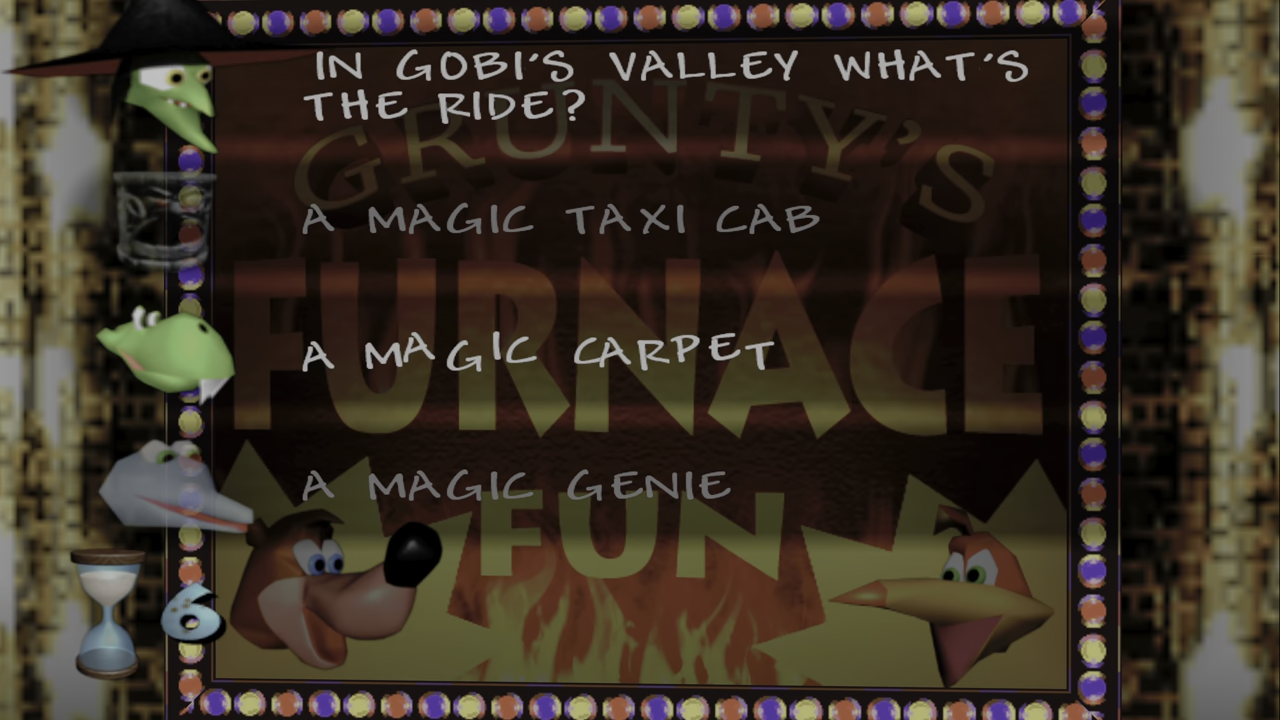 IN GOBI'S VALLEY WHAT'S
THE RIDE?
GRUNTY'S
A MAGIC TAXI CAB
FURNACE
A MAGIC CARPET
A MAGIC GENIE
FUN
6